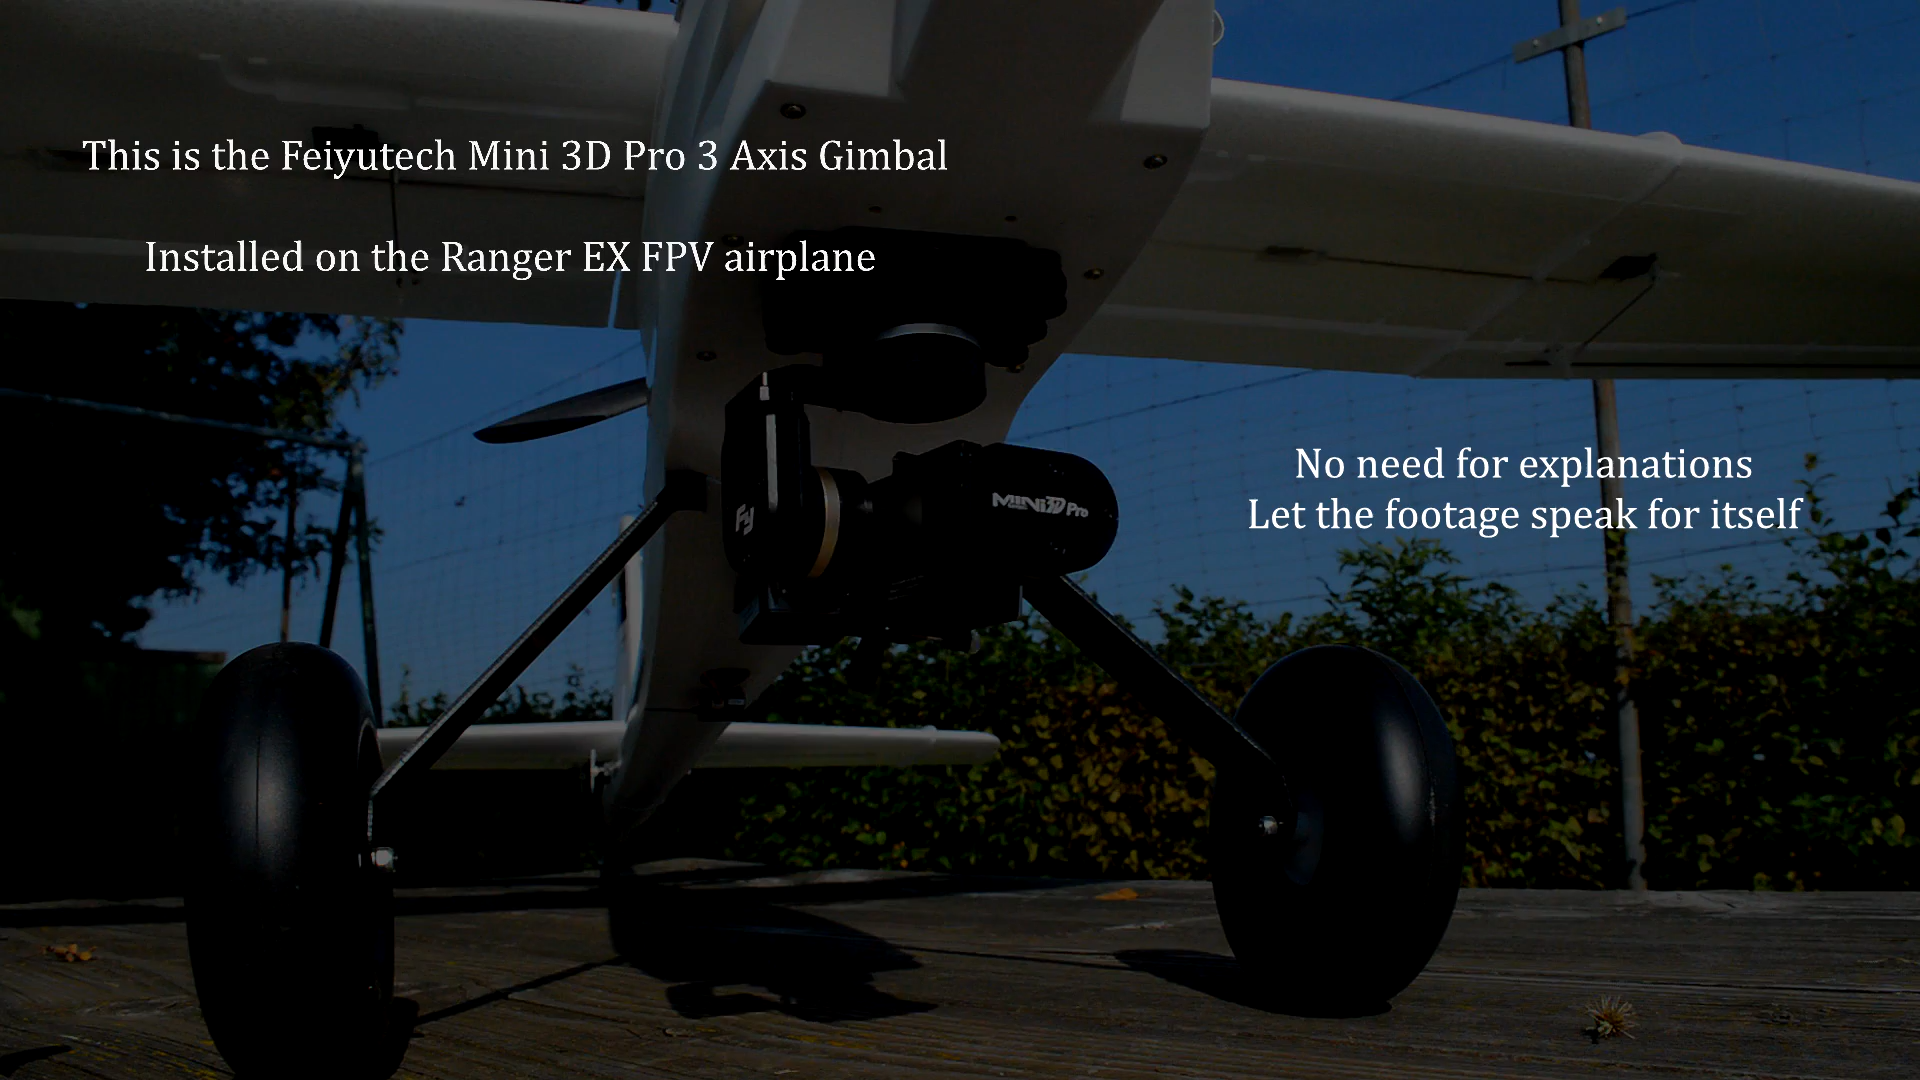 This is the Feiyutech Mini 3D Pro 3 Axis Gimbal
Installed on the Ranger EX FPV airplane
No need for explanations
Let the footage speak for itself
FY
MINI3D Pro